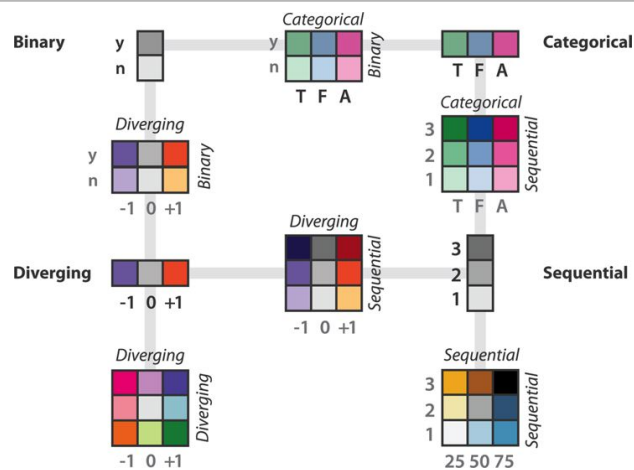 Categorical
Binary
y
n
y
n
Binary
T F A
T F A
Categorical
Categorical
3
2
1
Sequential
T F A
Diverging
y
n
Binary
-1 0 +1
Diverging
Sequential
-1 0 +1
Diverging
-1 0 +1
3
2
1
Sequential
Diverging
Diverging
-1 0 +1
Sequential
3
2
1
Sequential
25 50 75